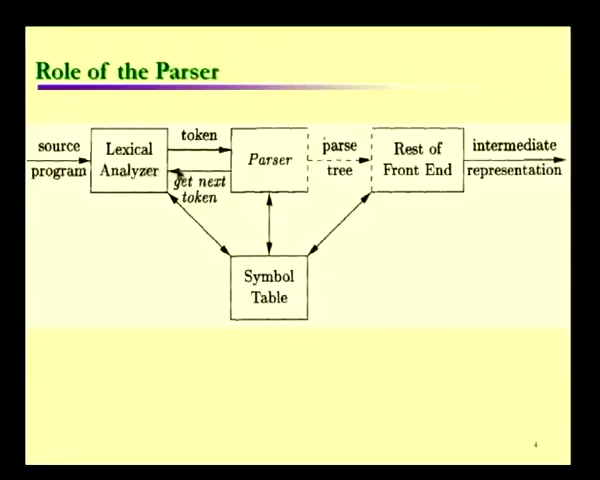 Role of the Parser
source
program
Lexical
Analyzer
token
get next
token
Parser
parse
tree
Rest of
Front End
intermediate
representation
Symbol
Table
4